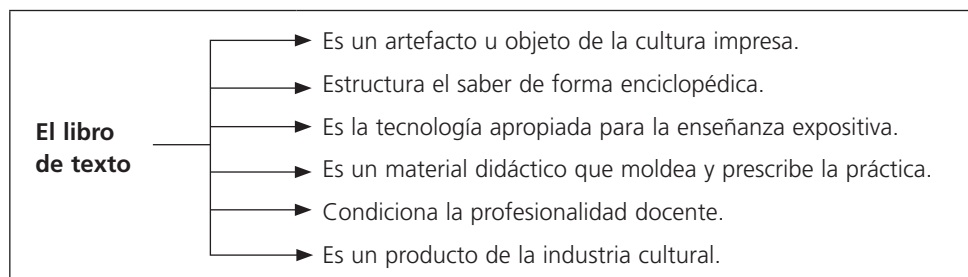 El libro
de texto
Es un artefacto u objeto de la cultura impresa.
Estructura el saber de forma enciclopédica.
Es la tecnología apropiada para la enseñanza expositiva.
Es un material didáctico que moldea y prescribe la práctica.
Condiciona la profesionalidad docente.
Es un producto de la industria cultural.